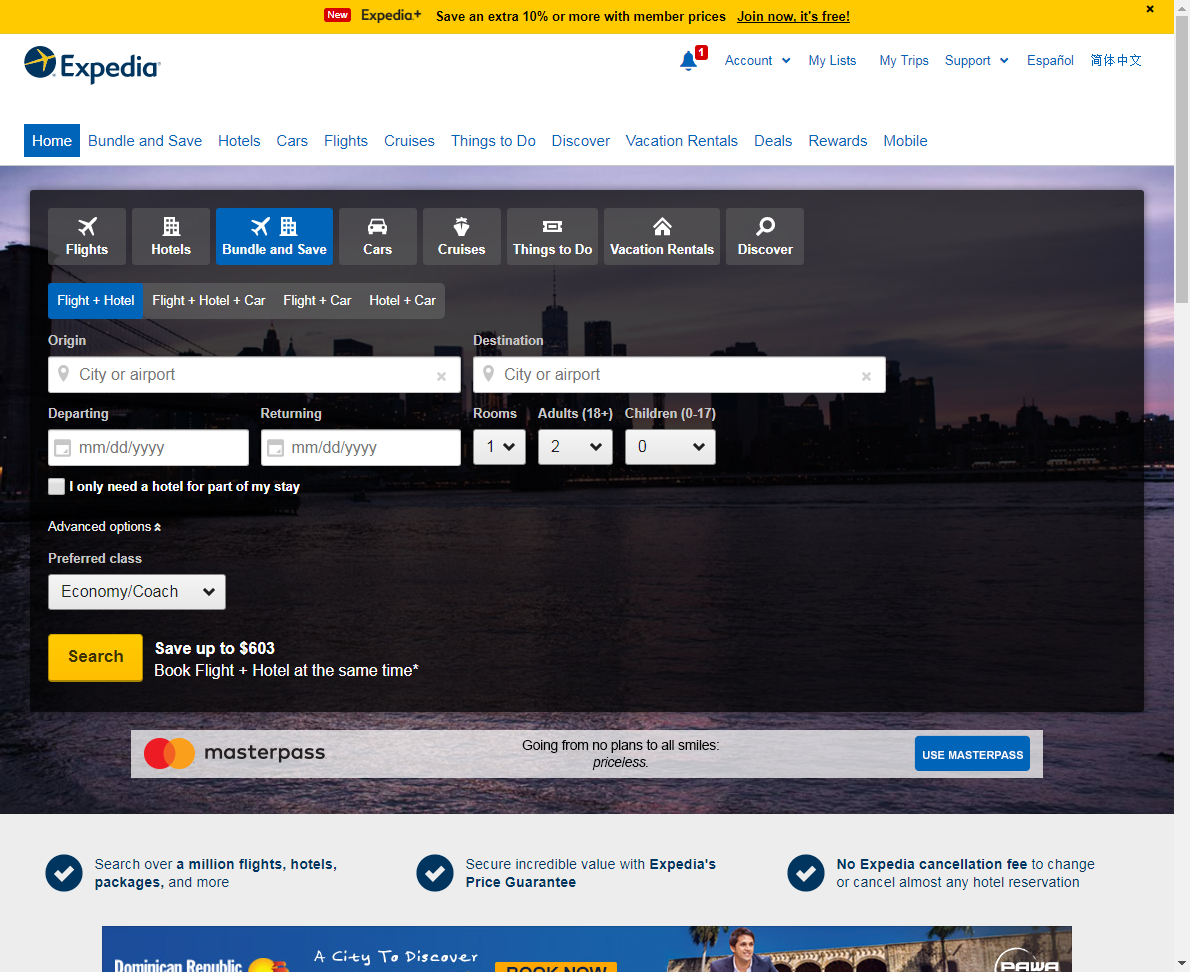 New Expedia+ Save an extra 10% or more with member prices Join now, it's free!
Expedia
1 Account My Lists My Trips Support Español 简体中文
Home Bundle and Save Hotels Cars Flights Cruises Things to Do Discover Vacation Rentals Deals Rewards Mobile
Flights Hotels Bundle and Save Cars Cruises Things to Do Vacation Rentals Discover
Flight + Hotel Flight + Hotel + Car Flight + Car Hotel + Car
Origin Destination
City or airport City or airport
Departing Returning Rooms Adults (18+) Children (0-17)
mm/dd/yyyy mm/dd/yyyy 1 2 0
I only need a hotel for part of my stay
Advanced options
Preferred class
Economy/Coach
Search
Save up to $603
Book Flight + Hotel at the same time*
masterpass
Going from no plans to all smiles:
priceless.
USE MASTERPASS
Search over a million flights, hotels,
packages, and more
Secure incredible value with Expedia's
Price Guarantee
No Expedia cancellation fee to change
or cancel almost any hotel reservation
A City To Discover
Dominican Republic
BOOK NOW
PAWA